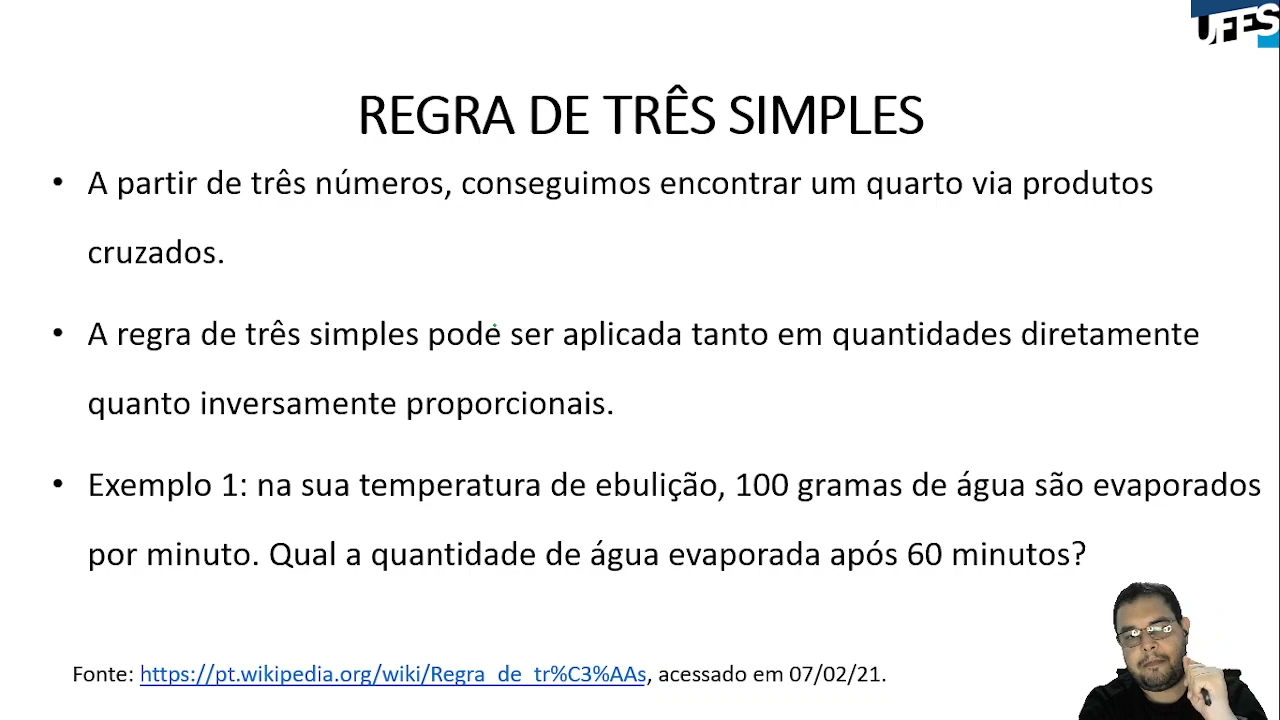 UFES
REGRA DE TRÊS SIMPLES
• A partir de três números, conseguimos encontrar um quarto via produtos
cruzados.
• A regra de três simples pode ser aplicada tanto em quantidades diretamente
quanto inversamente proporcionais.
• Exemplo 1: na sua temperatura de ebulição, 100 gramas de água são evaporados
por minuto. Qual a quantidade de água evaporada após 60 minutos?
Fonte: https://pt.wikipedia.org/wiki/Regra_de_tr%C3%AAs, acessado em 07/02/21.